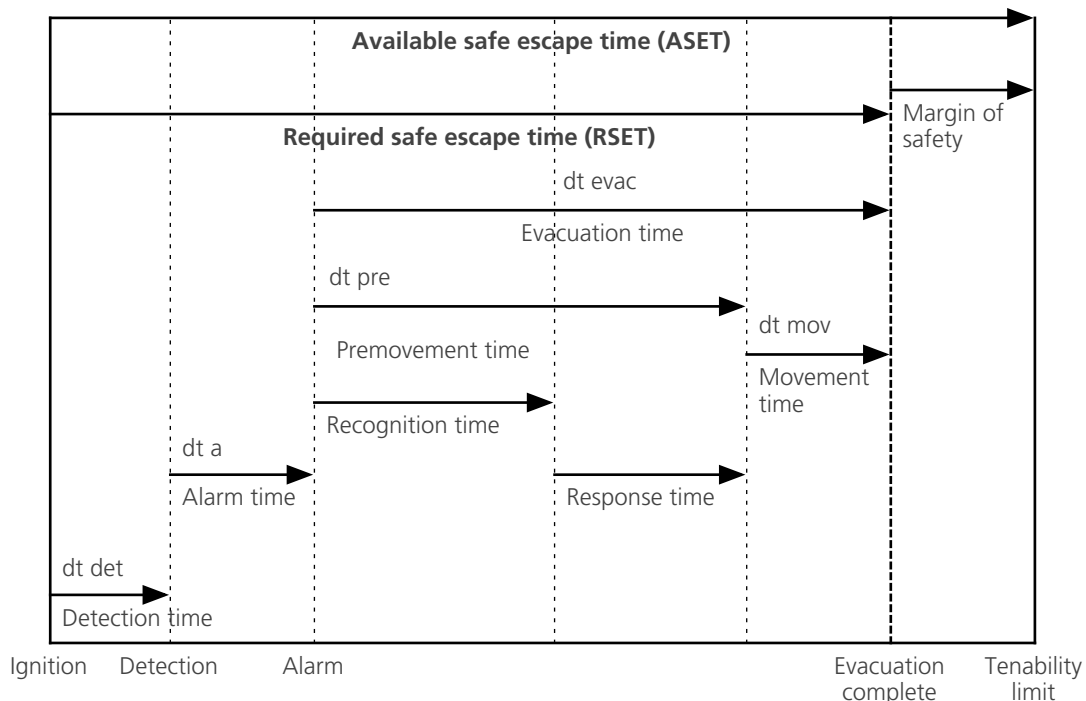 Available safe escape time (ASET)
Margin of
safety
Required safe escape time (RSET)
dt evac
Evacuation time
dt pre
dt mov
Premovement time
Movement
time
Recognition time
dt a
Alarm time
Response time
dt det
Detection time
Ignition
Detection
Alarm
Evacuation
complete
Tenability
limit